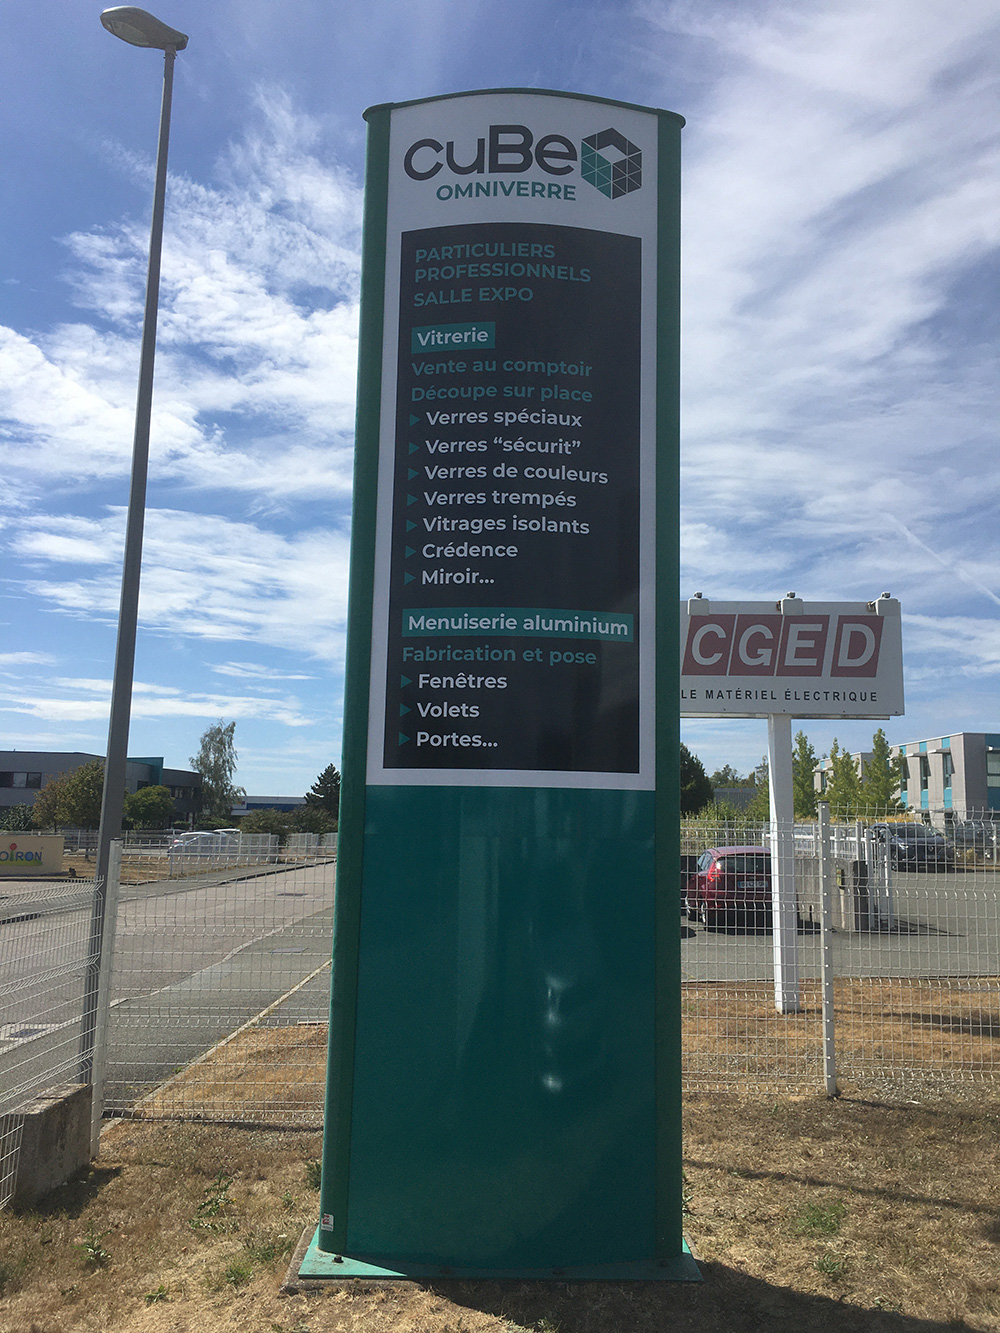 cuBe
OMNIVERRE
PARTICULIERS
PROFESSIONNELS
SALLE EXPO
Vitrerie
Vente au comptoir
Découpe sur place
Verres spéciaux
Verres “sécurit”
Verres de couleurs
Verres trempés
Vitrages isolants
Crédence
Miroir...
Menuiserie aluminium
Fabrication et pose
Fenêtres
Volets
Portes...
CGED
LE MATÉRIEL ÉLECTRIQUE